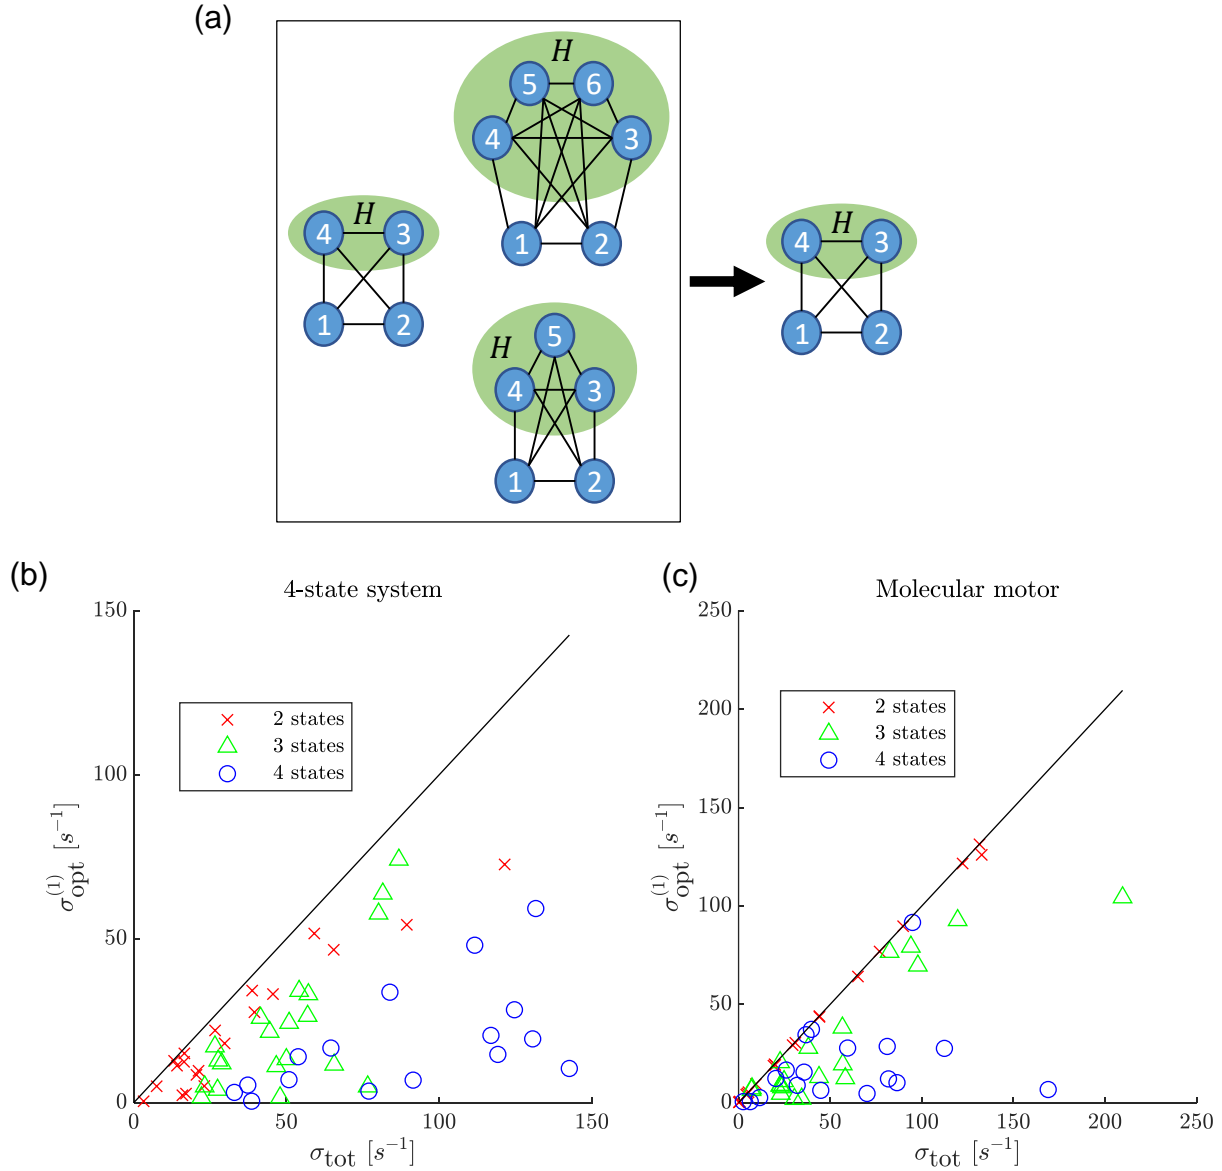 (a)
H
5 6
4 3
1 2
H
4 3
1 2
H
5
4 3
1 2
H
4 3
1 2
(b)
4-state system
150
100
50
0
0 50 100 150
2 states
3 states
4 states
σ_opt^(1) [s^-1]
σ_tot [s^-1]
(c)
Molecular motor
250
200
150
100
50
0
0 50 100 150 200 250
2 states
3 states
4 states
σ_opt^(1) [s^-1]
σ_tot [s^-1]